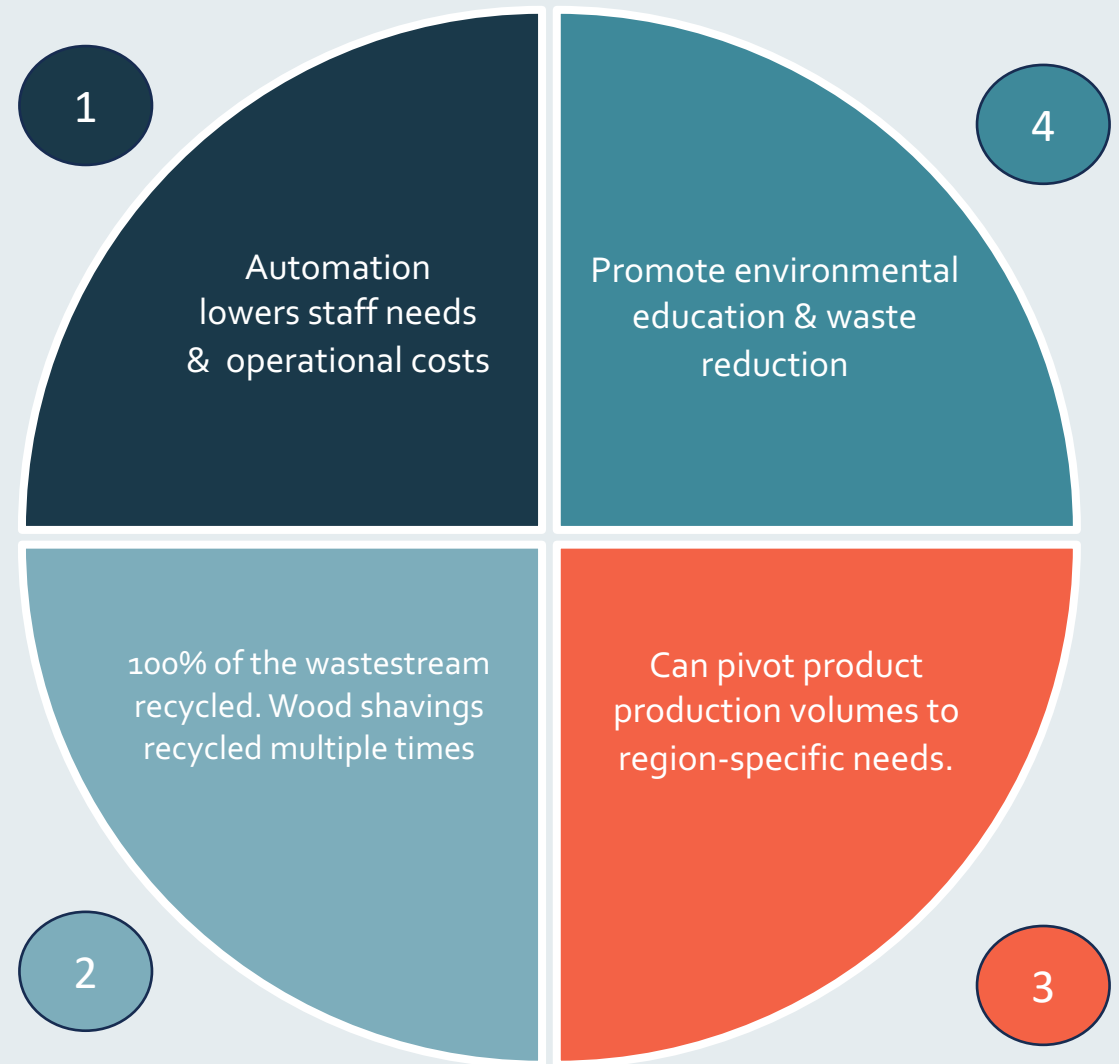 1
Automation
lowers staff needs
& operational costs
4
Promote environmental
education & waste
reduction
2
100% of the wastestream
recycled. Wood shavings
recycled multiple times
3
Can pivot product
production volumes to
region-specific needs.